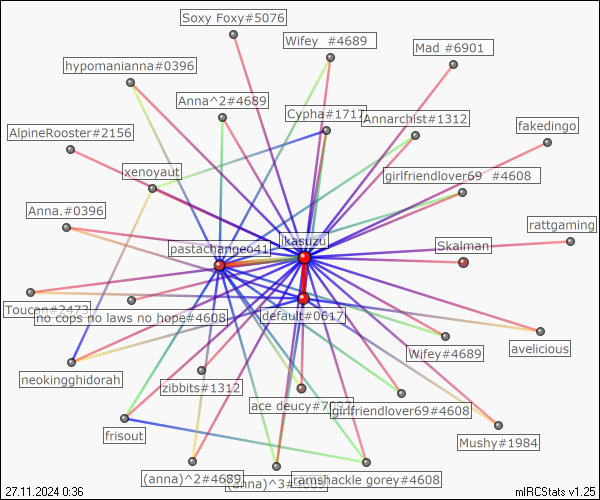 Soxy Foxy#5076
Wifey #4689
Mad #6901
hypomanianna#0396
Anna^2#4689
Cypha#1717
Annarchist#1312
fakedingo
AlpineRooster#2156
xenoyaut
girlfriendlover69 #4608
Anna.#0396
rattgaming
ikasuzu
pastachange641
Skalman
Toucan#2473
no cops no laws no hope#4608
default#0617
avelicious
Wifey#4689
neokingghidorah
zibbits#1312
ace deucy#7097
girlfriendlover69#4608
frisout
Mushy#1984
(anna)^2#4689
(anna)^3#4689
ramshackle gorey#4608
27.11.2024 0:36
mIRCStats v1.25